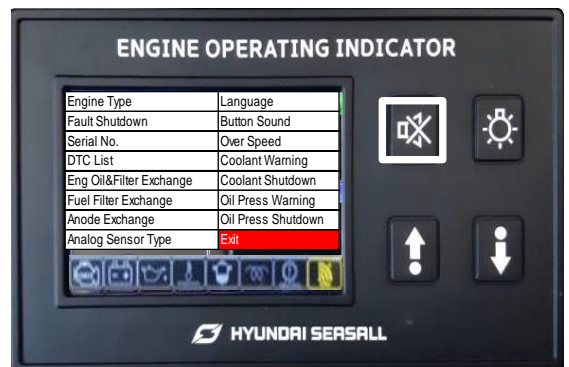 ENGINE OPERATING INDICATOR
Engine Type Language
Fault Shutdown Button Sound
Serial No. Over Speed
DTC List Coolant Warning
Eng Oil&Filter Exchange Coolant Shutdown
Fuel Filter Exchange Oil Press Warning
Anode Exchange Oil Press Shutdown
Analog Sensor Type Exit
HYUNDAI SEASALL